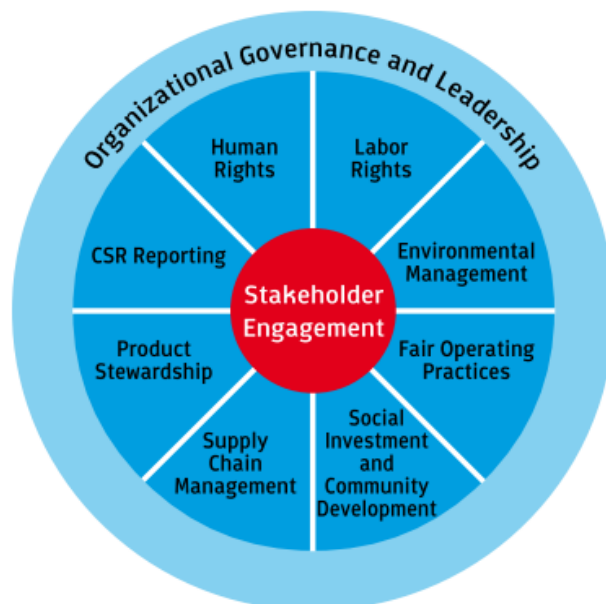 Organizational Governance and Leadership
Human
Rights
Labor
Rights
CSR Reporting
Environmental
Management
Stakeholder
Engagement
Product
Stewardship
Fair Operating
Practices
Supply
Chain
Management
Social
Investment
and
Community
Development